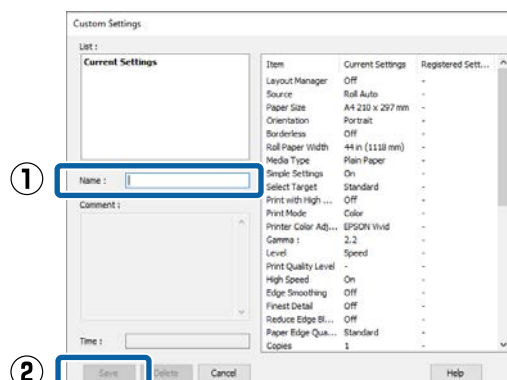 Custom Settings
List :
Current Settings
Item Current Settings Registered Sett...
Layout Manager Off -
Source Roll Auto -
Paper Size A4 210 x 297 mm -
Orientation Portrait -
Borderless Off -
Roll Paper Width 44 in (1118 mm) -
Media Type Plain Paper -
Simple Settings On -
Select Target Standard -
Print with High ... Off -
Print Mode Color -
Printer Color Adj... EPSON Vivid -
Gamma : 2.2 -
Level Speed -
Print Quality Level - -
High Speed On -
Edge Smoothing Off -
Finest Detail Off -
Reduce Edge Bl... Off -
Paper Edge Qua... Standard -
Copies 1 -
① Name :
Comment :
Time :
② Save Delete Cancel Help